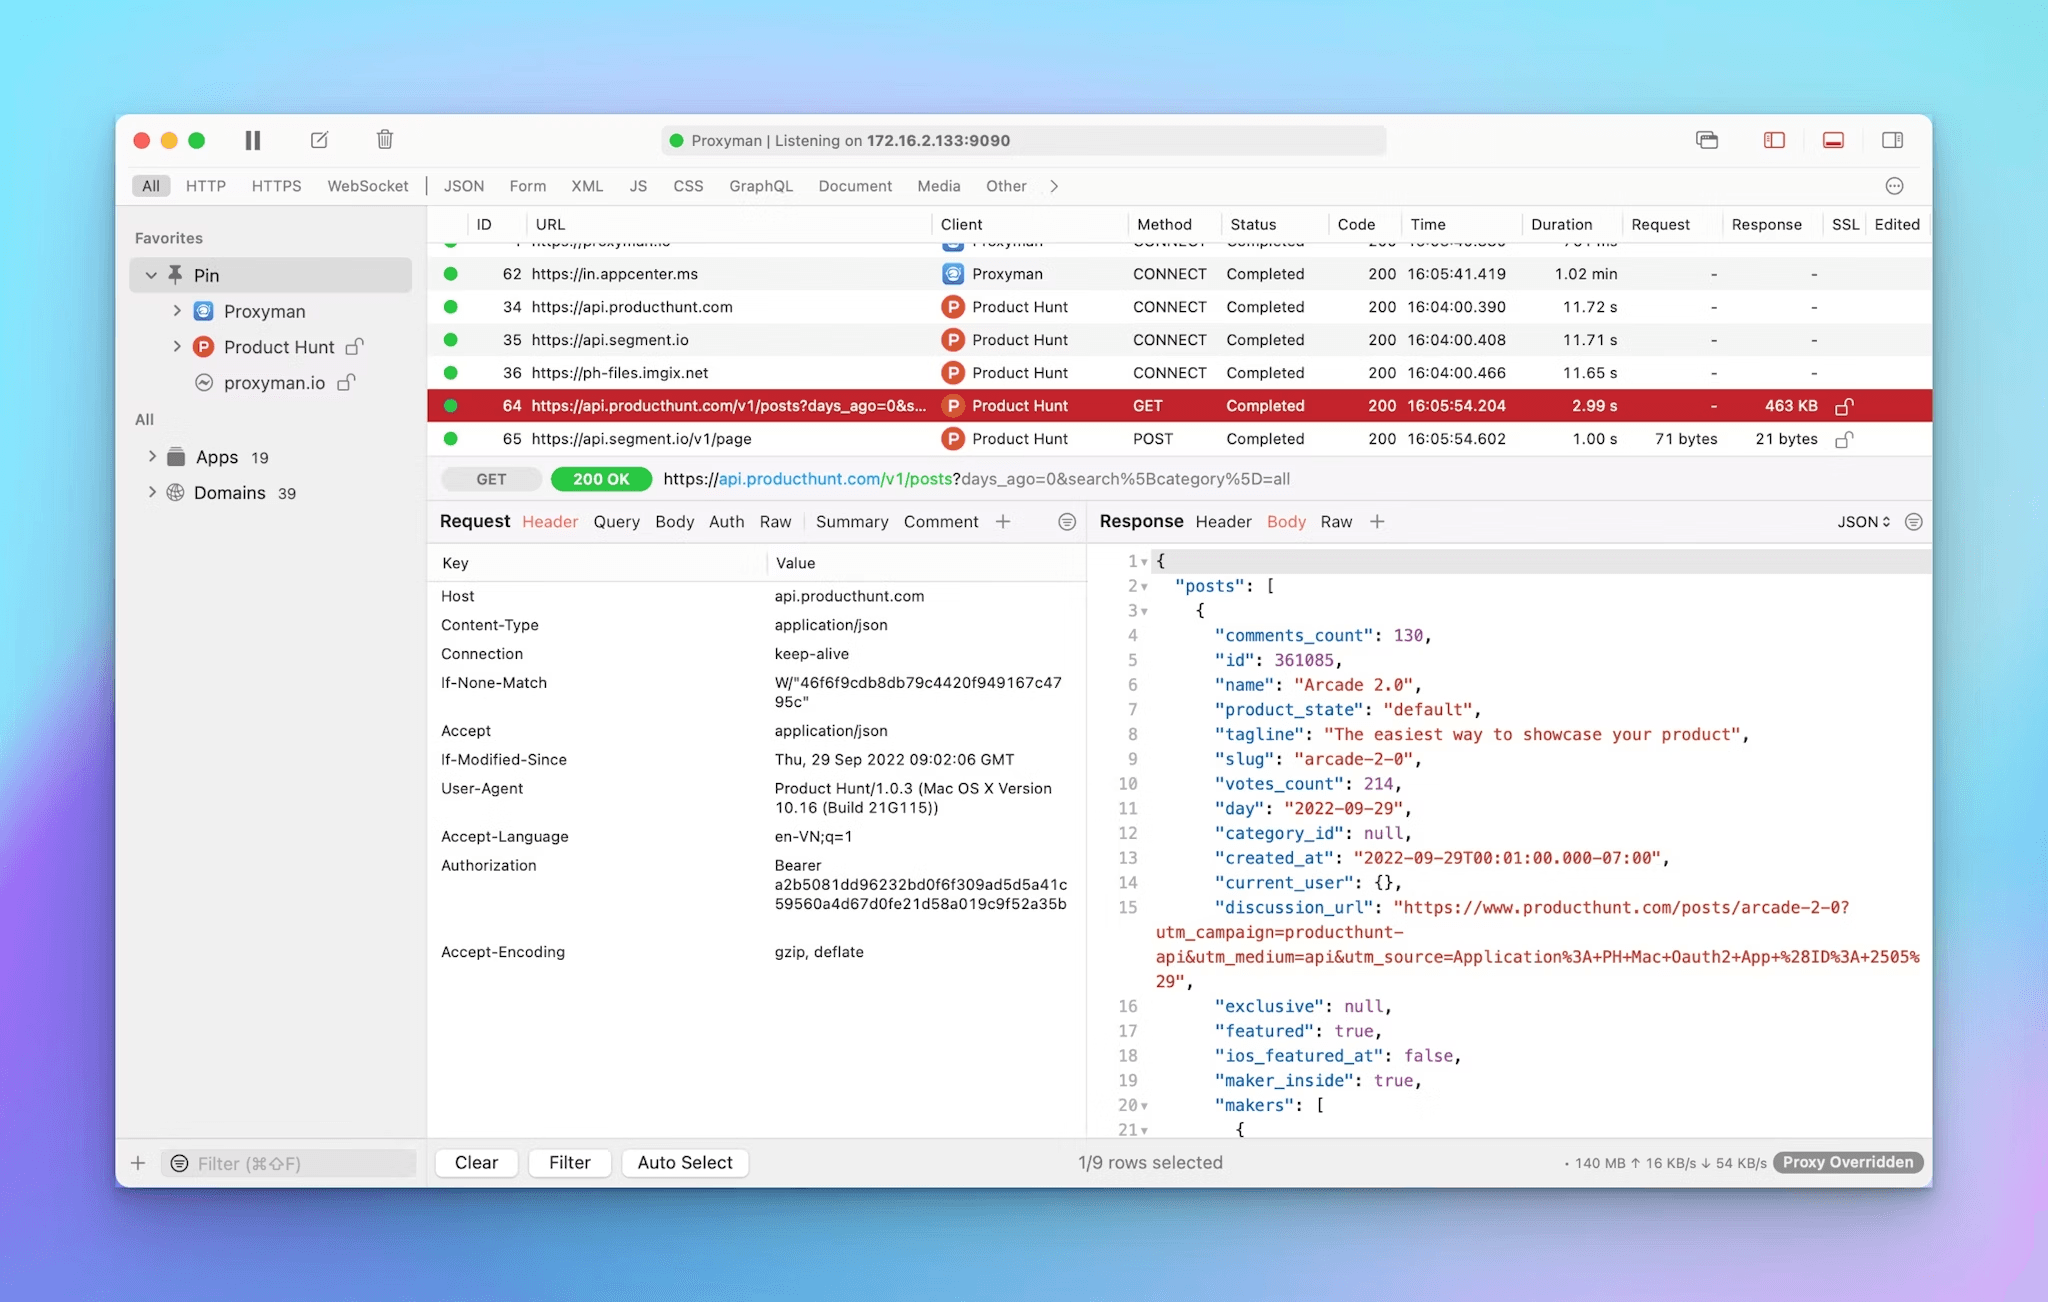 Proxyman | Listening on 172.16.2.133:9090
All HTTP HTTPS WebSocket JSON Form XML JS CSS GraphQL Document Media Other
Favorites
Pin
Proxyman
Product Hunt
proxyman.io
All
Apps 19
Domains 39
ID URL Client Method Status Code Time Duration Request Response SSL Edited
https://proxyman.io Proxyman CONNECT Completed 200
62 https://in.appcenter.ms Proxyman CONNECT Completed 200 16:05:41.419 1.02 min - -
34 https://api.producthunt.com Product Hunt CONNECT Completed 200 16:04:00.390 11.72 s - -
35 https://api.segment.io Product Hunt CONNECT Completed 200 16:04:00.408 11.71 s - -
36 https://ph-files.imgix.net Product Hunt CONNECT Completed 200 16:04:00.466 11.65 s - -
64 https://api.producthunt.com/v1/posts?days_ago=0&s... Product Hunt GET Completed 200 16:05:54.204 2.99 s - 463 KB
65 https://api.segment.io/v1/page Product Hunt POST Completed 200 16:05:54.602 1.00 s 71 bytes 21 bytes
GET 200 OK https://api.producthunt.com/v1/posts?days_ago=0&search%5Bcategory%5D=all
Request Header Query Body Auth Raw Summary Comment +
Key Value
Host api.producthunt.com
Content-Type application/json
Connection keep-alive
If-None-Match W/"46f6f9cdb8db79c4420f949167c47
95c"
Accept application/json
If-Modified-Since Thu, 29 Sep 2022 09:02:06 GMT
User-Agent Product Hunt/1.0.3 (Mac OS X Version
10.16 (Build 21G115))
Accept-Language en-VN;q=1
Authorization Bearer
a2b5081dd96232bd0f6f309ad5d5a41c
59560a4d67d0fe21d58a019c9f52a35b
Accept-Encoding gzip, deflate
Response Header Body Raw + JSON
1 {
2 "posts": [
3 {
4 "comments_count": 130,
5 "id": 361085,
6 "name": "Arcade 2.0",
7 "product_state": "default",
8 "tagline": "The easiest way to showcase your product",
9 "slug": "arcade-2-0",
10 "votes_count": 214,
11 "day": "2022-09-29",
12 "category_id": null,
13 "created_at": "2022-09-29T00:01:00.000-07:00",
14 "current_user": {},
15 "discussion_url": "https://www.producthunt.com/posts/arcade-2-0?
utm_campaign=producthunt-
api&utm_medium=api&utm_source=Application%3A+PH+Mac+Oauth2+App+%28ID%3A+2505%
29",
16 "exclusive": null,
17 "featured": true,
18 "ios_featured_at": false,
19 "maker_inside": true,
20 "makers": [
21 {
+ Filter (⌘⇧F)
Clear Filter Auto Select
1/9 rows selected
• 140 MB ↑ 16 KB/s ↓ 54 KB/s Proxy Overridden